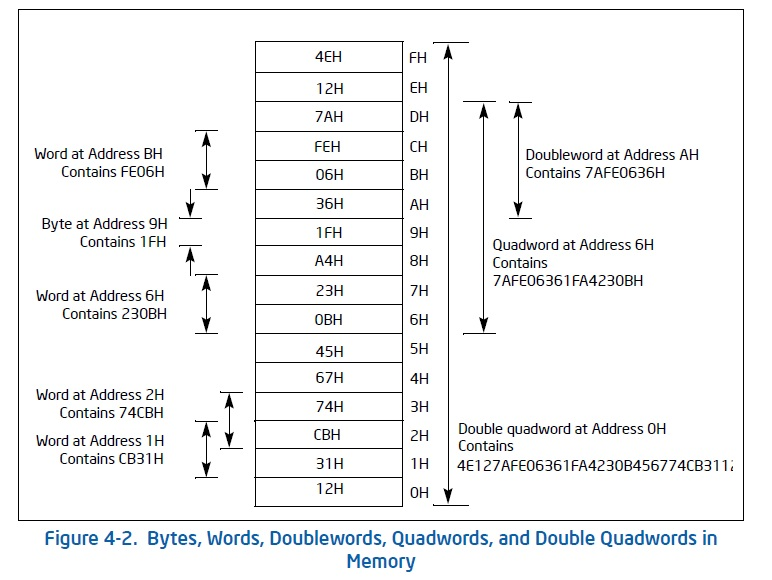 4EH FH
12H EH
7AH DH
FEH CH
06H BH
36H AH
1FH 9H
A4H 8H
23H 7H
0BH 6H
45H 5H
67H 4H
74H 3H
CBH 2H
31H 1H
12H 0H
Word at Address BH
Contains FE06H
Byte at Address 9H
Contains 1FH
Word at Address 6H
Contains 230BH
Word at Address 2H
Contains 74CBH
Word at Address 1H
Contains CB31H
Doubleword at Address AH
Contains 7AFE0636H
Quadword at Address 6H
Contains
7AFE06361FA4230BH
Double quadword at Address 0H
Contains
4E127AFE06361FA4230B456774CB3112
Figure 4-2. Bytes, Words, Doublewords, Quadwords, and Double Quadwords in
Memory